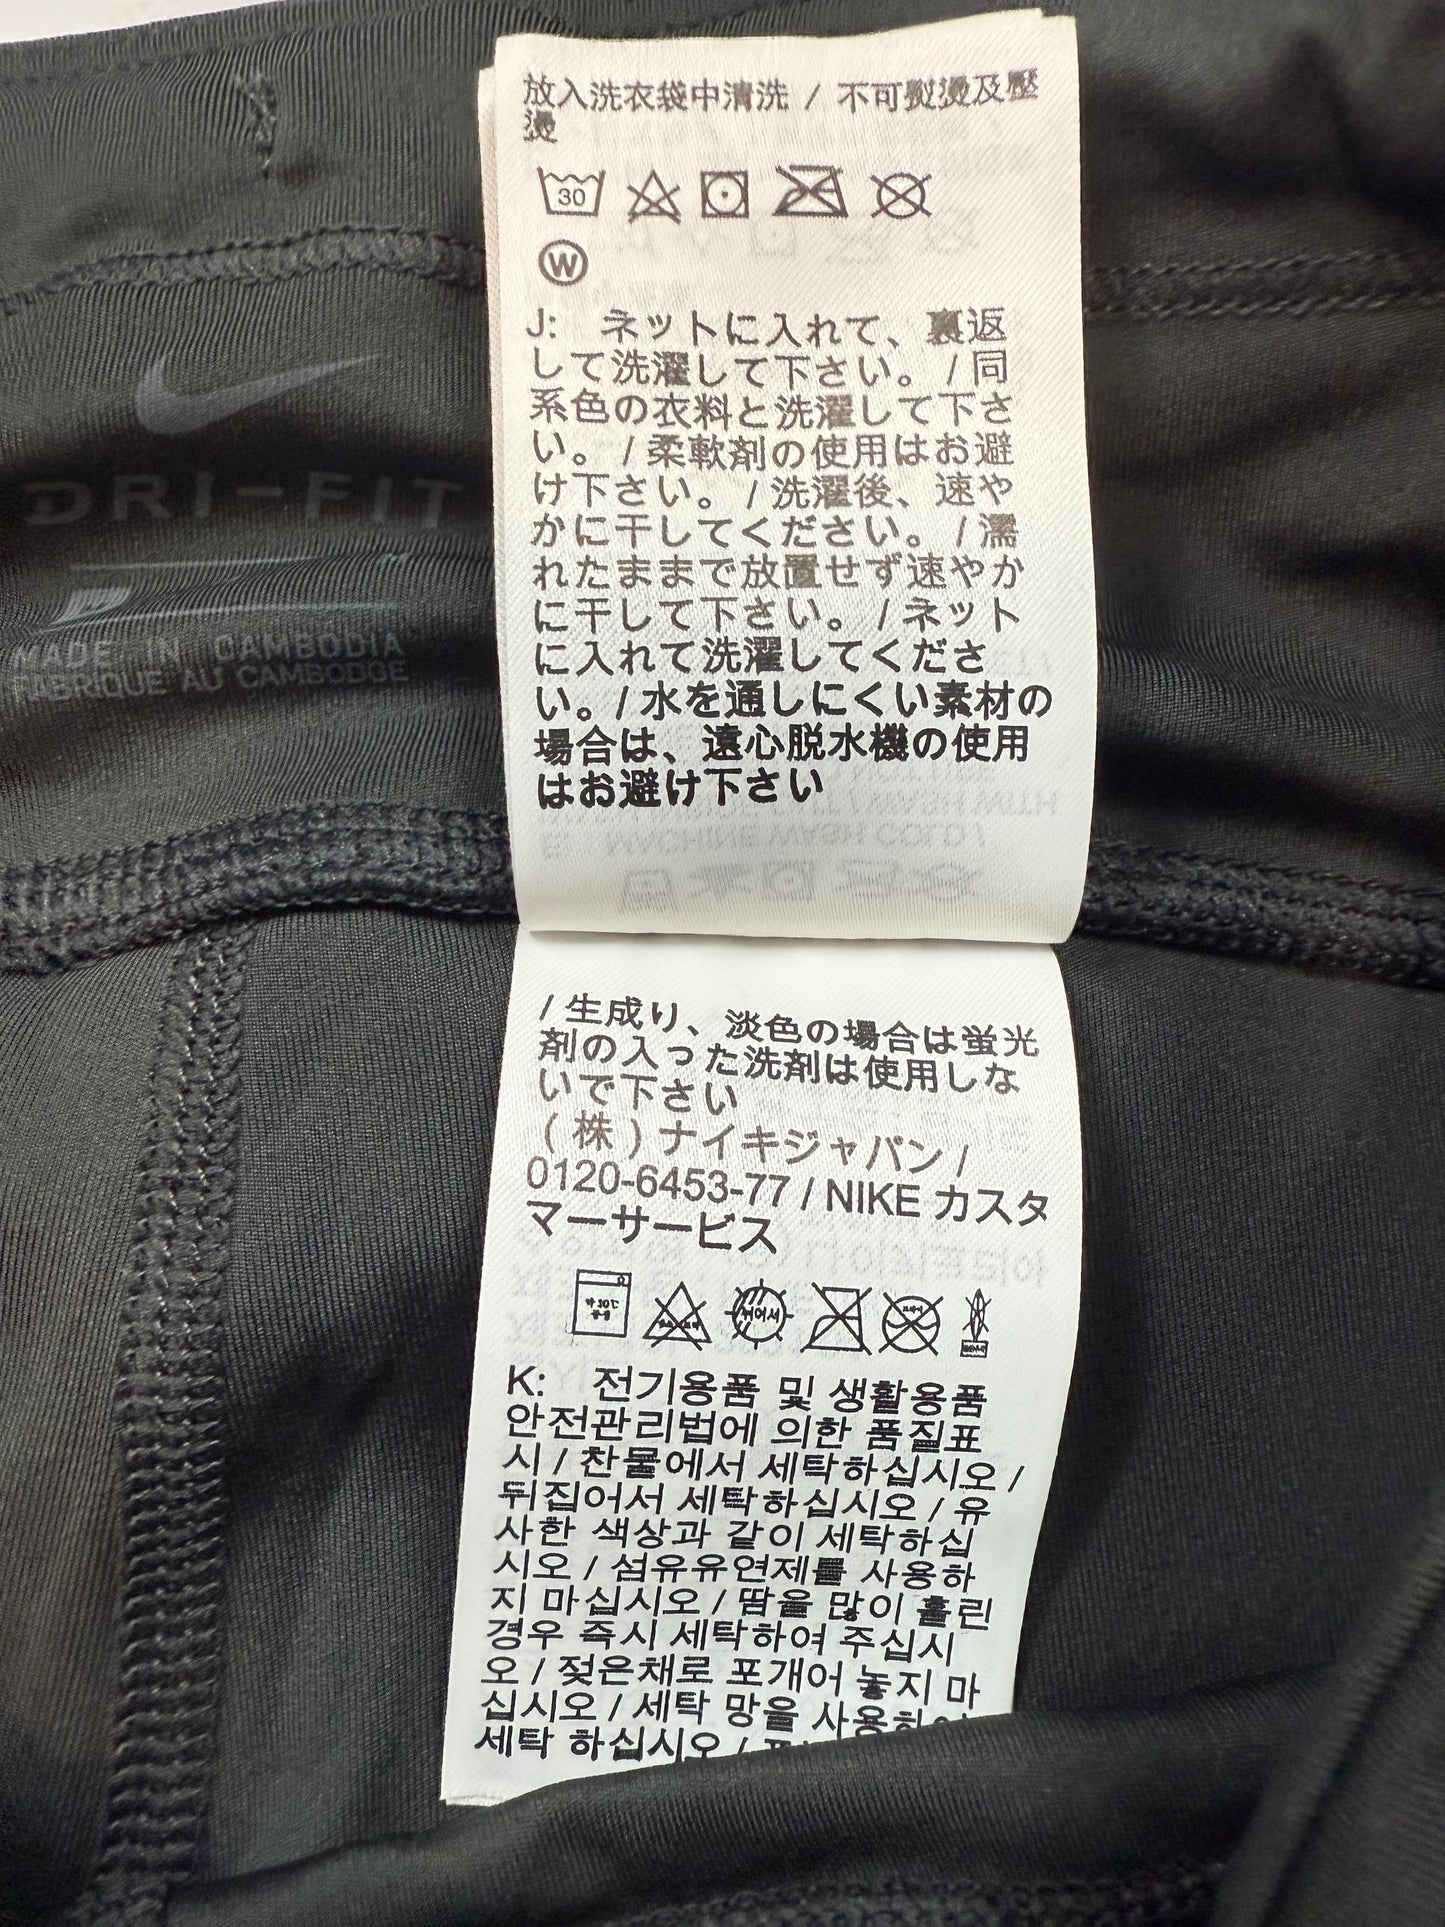 放入洗衣袋中清洗 / 不可熨燙及壓
燙
30
W
J: ネットに入れて、裏返
して洗濯して下さい。 / 同
系色の衣料と洗濯して下さ
い。 / 柔軟剤の使用はお避
け下さい。 / 洗濯後、速や
かに干してください。 / 濡
れたままで放置せず速やか
に干して下さい。 / ネット
に入れて洗濯してくださ
い。/ 水を通しにくい素材の
場合は、遠心脱水機の使用
はお避け下さい
DRI-FIT
MADE IN CAMBODIA
FABRIQUE AU CAMBODGE
/ 生成り、淡色の場合は蛍光
剤の入った洗剤は使用しな
いで下さい
(株)ナイキジャパン /
0120-6453-77 / NIKE カスタ
マーサービス
K: 전기용품 및 생활용품
안전관리법에 의한 품질표
시 / 찬물에서 세탁하십시오 /
뒤집어서 세탁하십시오 / 유
사한 색상과 같이 세탁하십
시오 / 섬유유연제를 사용하
지 마십시오 / 땀을 많이 흘린
경우 즉시 세탁하여 주십시
오 / 젖은채로 포개어 놓지 마
십시오 / 세탁 망을 사용하여
세탁 하십시오 /